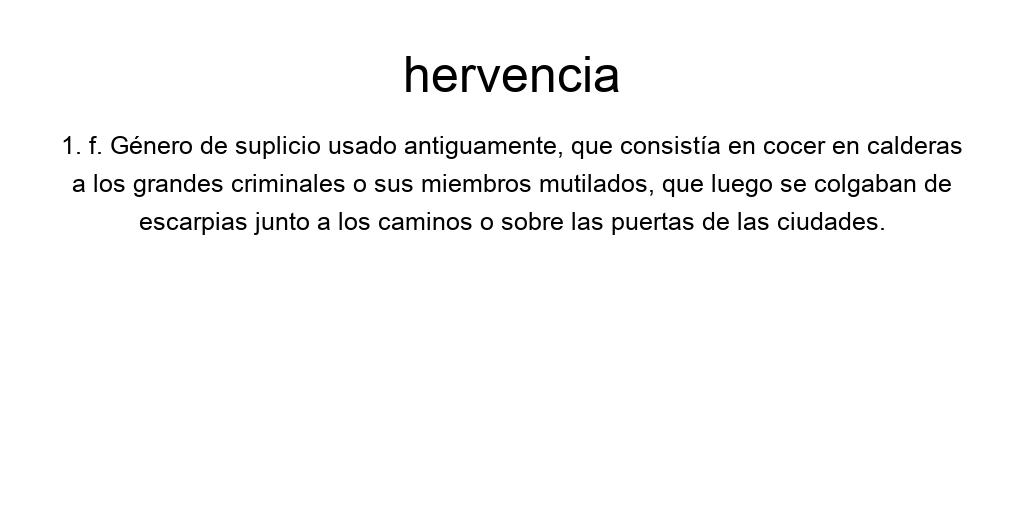 hervencia
1. f. Género de suplicio usado antiguamente, que consistía en cocer en calderas
a los grandes criminales o sus miembros mutilados, que luego se colgaban de
escarpias junto a los caminos o sobre las puertas de las ciudades.